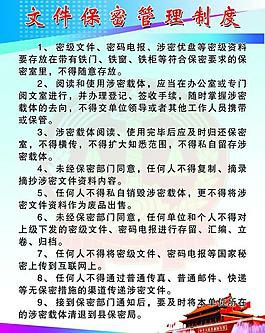 文件保密管理制度
1、密级文件、密码电报、涉密优盘等密级资料
要存放在带有铁门、铁窗、铁柜等符合保密要求的保
密室里，不得随意存放。
2、阅读和使用涉密载体，应当在办公室或专门
阅文室进行，并办理登记、签收手续，随时掌握涉密
载体的去向，不得交单位领导或者其他工作人员携带
或保管。
3、涉密载体阅读、使用完毕后应及时归还保密
室，不得横传，不得扩大知悉范围，不得私自留存涉
密载体。
4、未经保密部门同意，任何人不得复制、摘录
摘抄涉密文件资料内容。
5、任何人不得私自销毁涉密载体，更不得将涉
密文件资料作为废品出售。
6、未经保密部门同意，任何单位和个人不得对
上级下发的密级文件、密码电报进行存留、汇编、立
卷、归档。
7、任何人不得将密级文件、密码电报等国家秘
密上传到互联网上。
8、任何人不得通过普通传真、普通邮件、快递
等无保密措施的渠道传递涉密文件。
9、接到保密部门通知后，要及时将本单位所在
的涉密载体清退到县保密局。